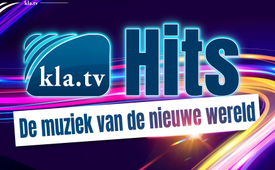 kla.tv
kla.tv
Hits
De muziek van de nieuwe wereld